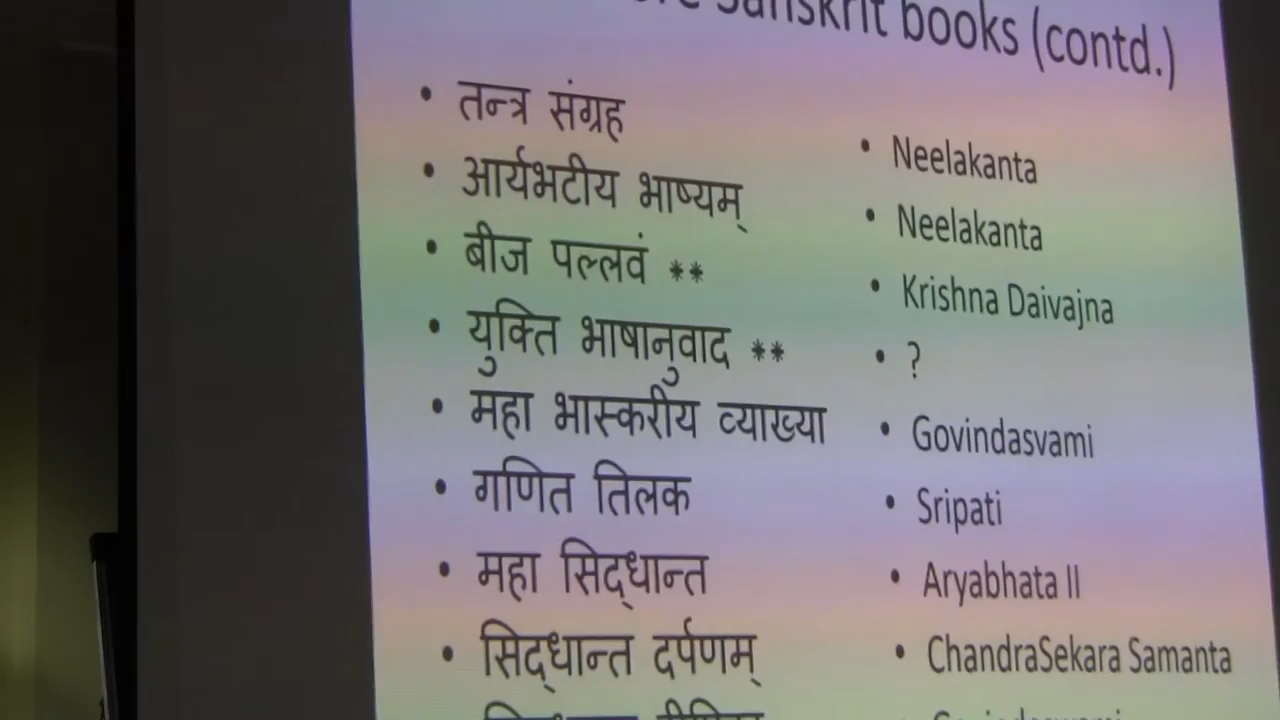 Sanskrit books (contd.)
• तन्त्र संग्रह
• Neelakanta
• आर्यभटीय भाष्यम्
• Neelakanta
• बीज पल्लवं **
• Krishna Daivajna
• युक्ति भाषानुवाद **
• ?
• महा भास्करीय व्याख्या
• Govindasvami
• गणित तिलक
• Sripati
• महा सिद्धान्त
• Aryabhata II
• सिद्धान्त दर्पणम्
• ChandraSekara Samanta